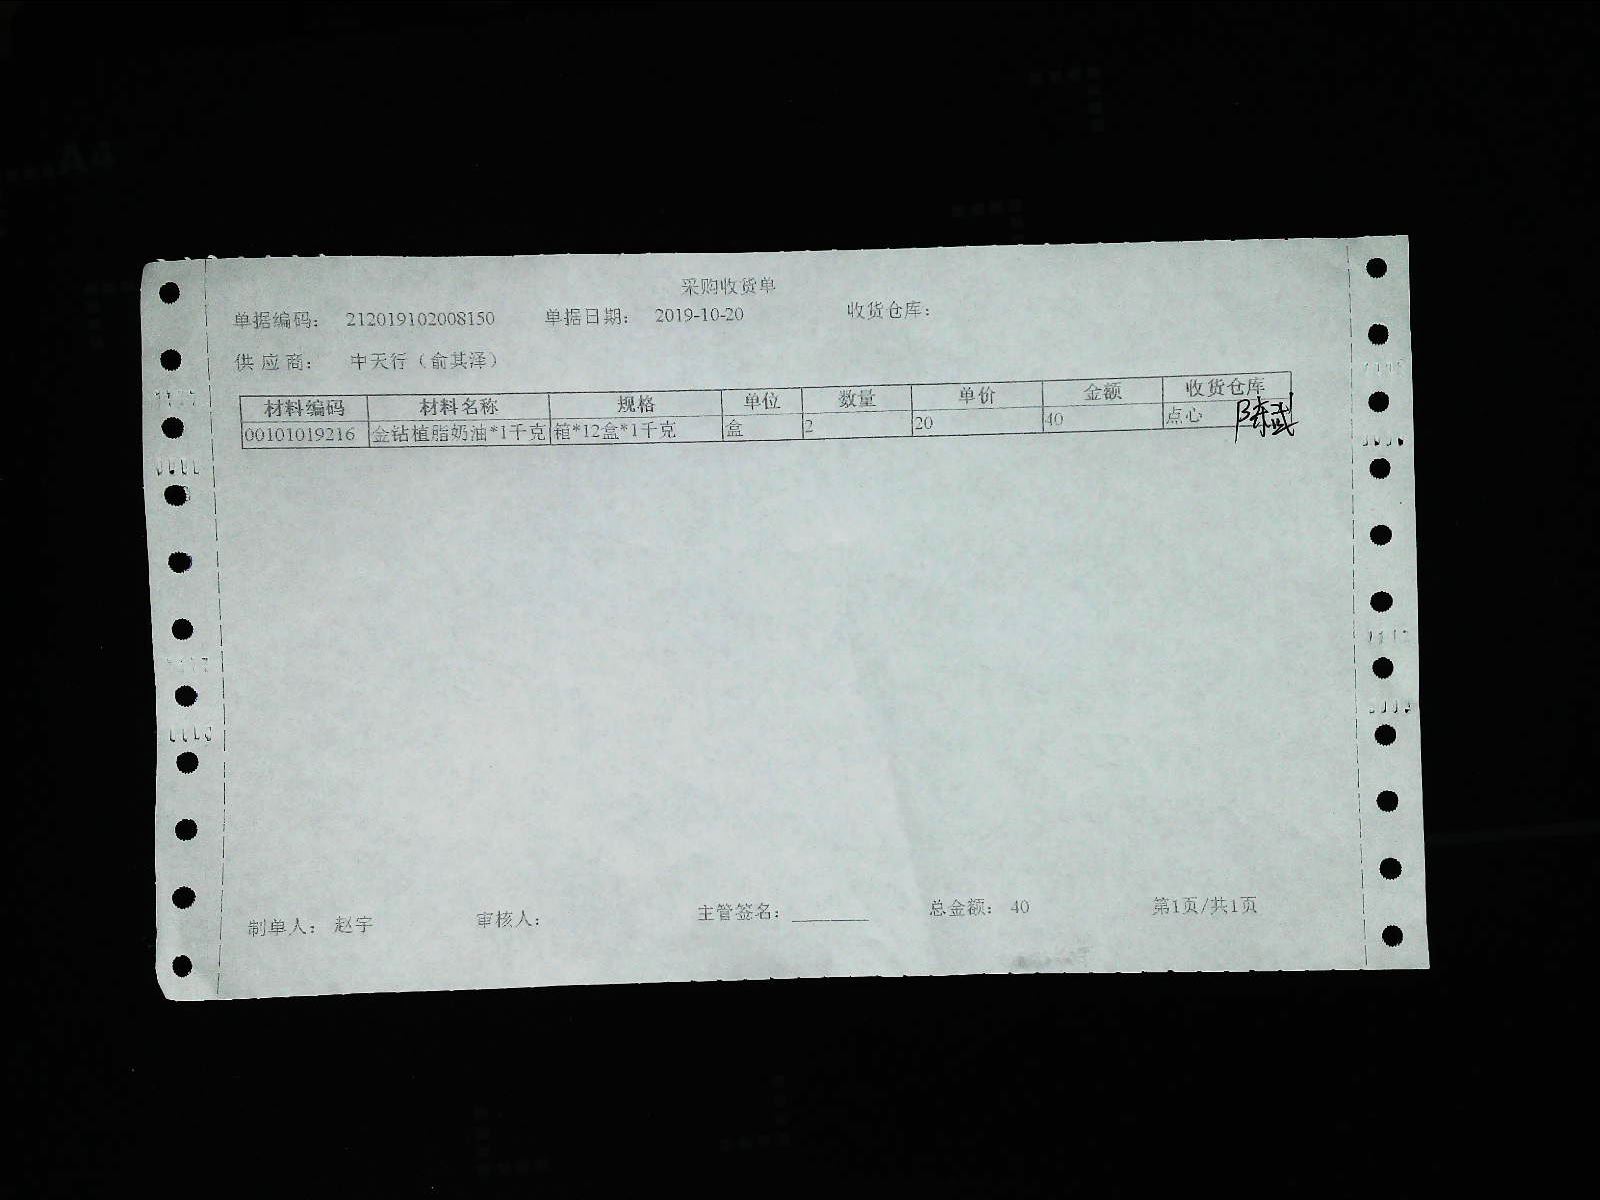 采购收货单
单据编码: 212019102008150 单据日期: 2019-10-20 收货仓库:
供应商: 中天行（俞其泽）
材料编码 材料名称 规格 单位 数量 单价 金额 收货仓库
00101019216 金钻植脂奶油*1千克 箱*12盒*1千克 盒 2 20 40 点心 陈武
制单人: 赵宇 审核人: 主管签名: ________ 总金额: 40 第1页/共1页